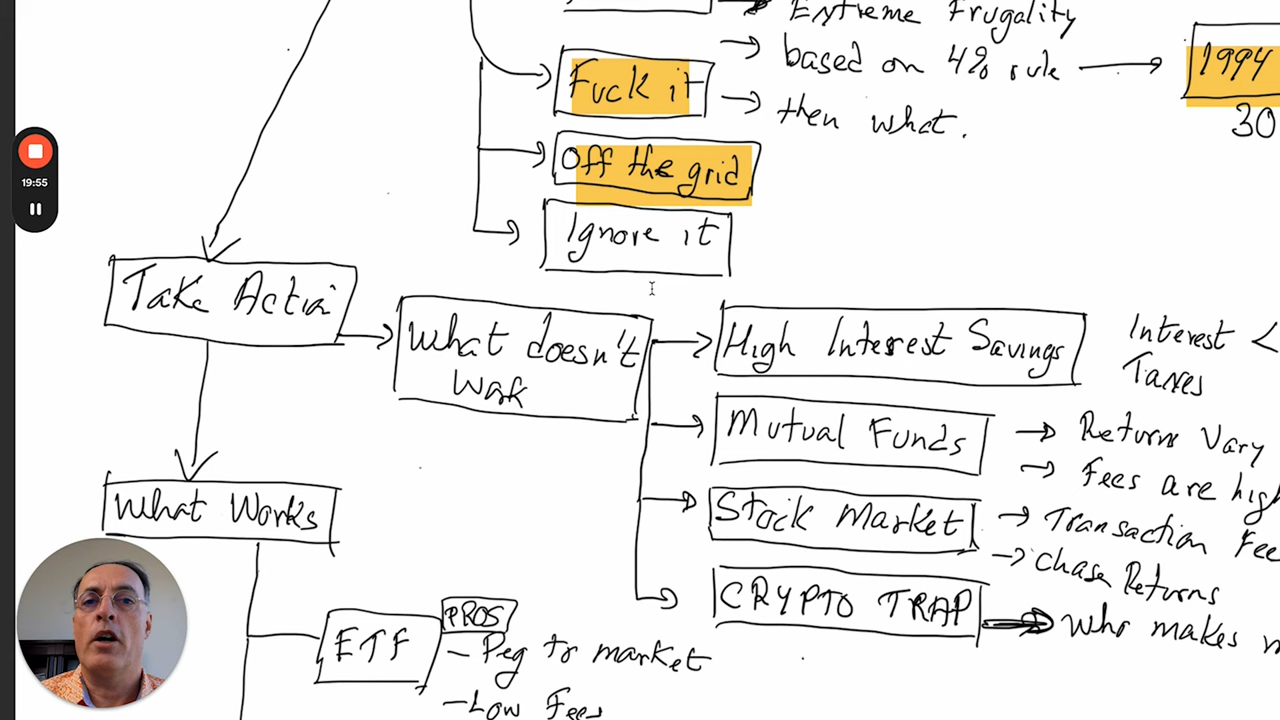 Extreme Frugality
based on 4% rule
1994
Fuck it
then what.
30
Off the grid
19:55
Ignore it
Take Action
What doesn't
Work
High Interest Savings
Interest <
Taxes
Mutual Funds
Returns Vary
Fees are high
What Works
Stock Market
Transaction Fee
Chase Returns
CRYPTO TRAP
Who makes
ETF
PROS
- Peg to market
- Low Fees